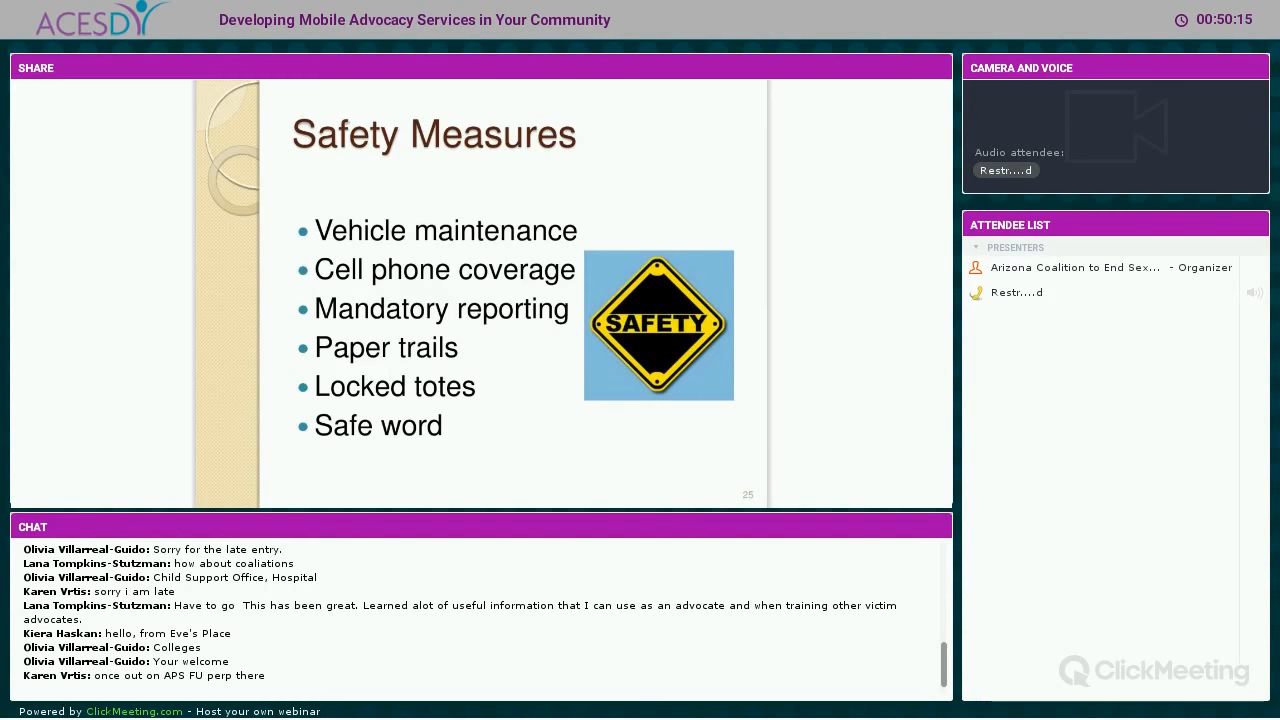 ACESDV
Developing Mobile Advocacy Services in Your Community
00:50:15
SHARE
Safety Measures
• Vehicle maintenance
• Cell phone coverage
• Mandatory reporting
• Paper trails
• Locked totes
• Safe word
SAFETY
25
CAMERA AND VOICE
Audio attendee:
Restr....d
ATTENDEE LIST
PRESENTERS
Arizona Coalition to End Sex... - Organizer
Restr....d
CHAT
Olivia Villarreal-Guido: Sorry for the late entry.
Lana Tompkins-Stutzman: how about coaliations
Olivia Villarreal-Guido: Child Support Office, Hospital
Karen Vrtis: sorry i am late
Lana Tompkins-Stutzman: Have to go  This has been great. Learned alot of useful information that I can use as an advocate and when training other victim
advocates.
Kiera Haskan: hello, from Eve's Place
Olivia Villarreal-Guido: Colleges
Olivia Villarreal-Guido: Your welcome
Karen Vrtis: once out on APS FU perp there
ClickMeeting
Powered by ClickMeeting.com - Host your own webinar